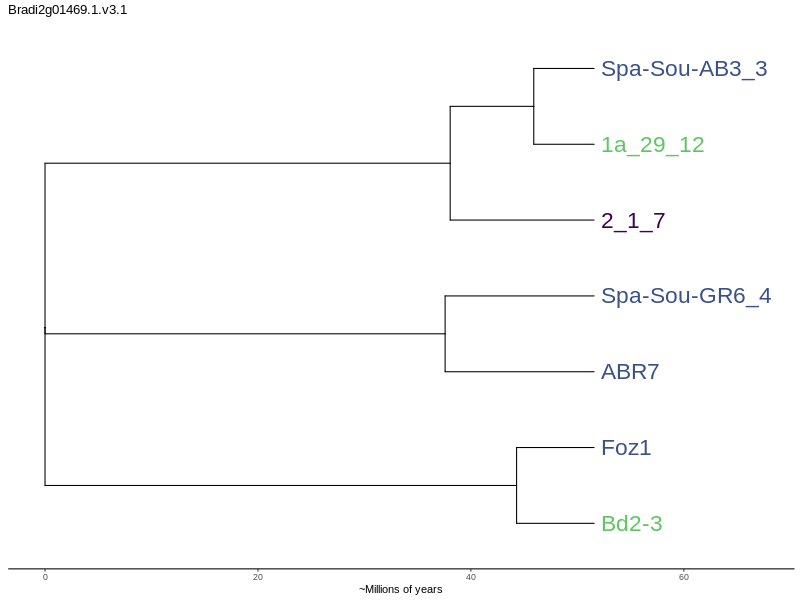 Bradi2g01469.1.v3.1
Spa-Sou-AB3_3
1a_29_12
2_1_7
Spa-Sou-GR6_4
ABR7
Foz1
Bd2-3
0 20 40 60
~Millions of years